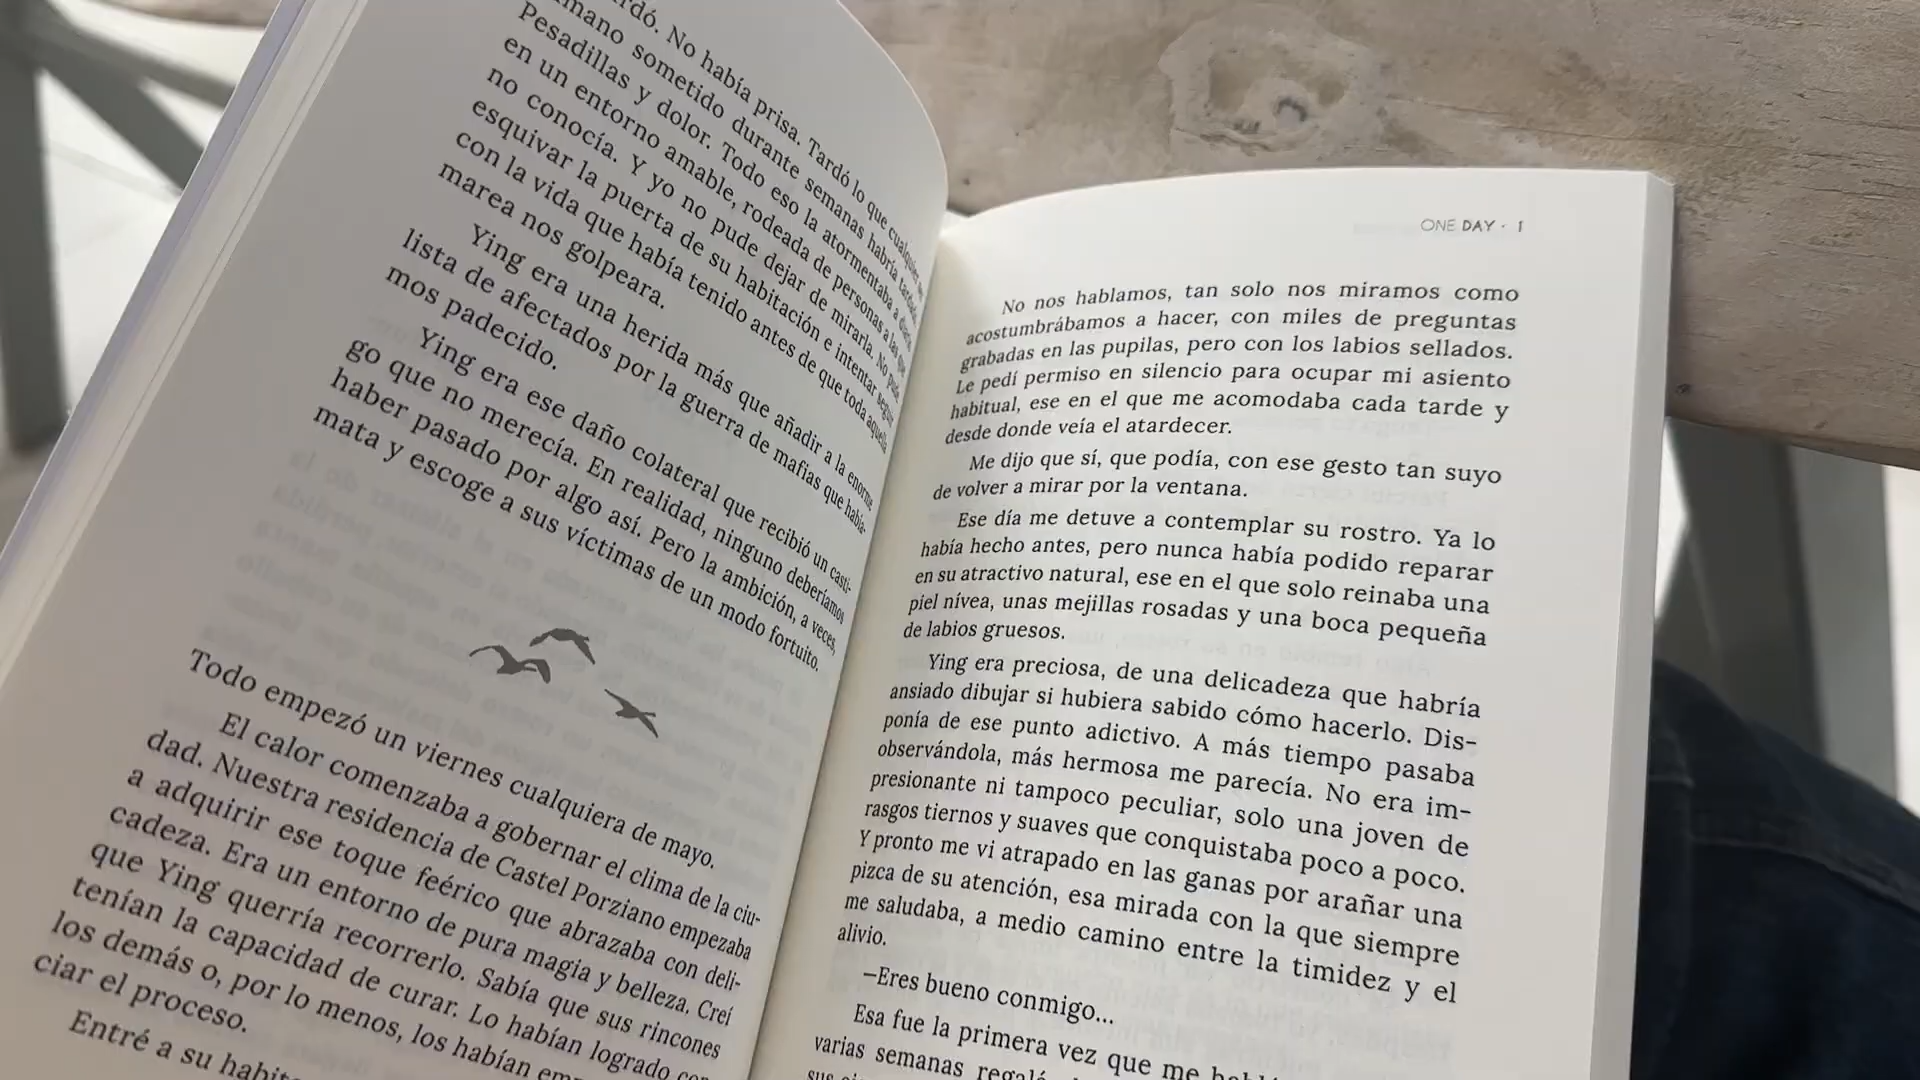 rdó. No había prisa. Tardó lo que cualquier
mano sometido durante semanas habría tardado.
Pesadillas y dolor. Todo eso la atormentaba a diario
en un entorno amable, rodeada de personas a las que
no conocía. Y yo no pude dejar de mirarla. No pude
esquivar la puerta de su habitación e intentar seguir
con la vida que había tenido antes de que toda aquella
marea nos golpeara.
Ying era una herida más que añadir a la enorme
lista de afectados por la guerra de mafias que había-
mos padecido.
Ying era ese daño colateral que recibió un casti-
go que no merecía. En realidad, ninguno deberíamos
haber pasado por algo así. Pero la ambición, a veces,
mata y escoge a sus víctimas de un modo fortuito.
Todo empezó un viernes cualquiera de mayo.
El calor comenzaba a gobernar el clima de la ciu-
dad. Nuestra residencia de Castel Porziano empezaba
a adquirir ese toque feérico que abrazaba con deli-
cadeza. Era un entorno de pura magia y belleza. Creí
que Ying querría recorrerlo. Sabía que sus rincones
tenían la capacidad de curar. Lo habían logrado con
los demás o, por lo menos, los habían
ciar el proceso.
Entré a su
ONE DAY · 1
No nos hablamos, tan solo nos miramos como
acostumbrábamos a hacer, con miles de preguntas
grabadas en las pupilas, pero con los labios sellados.
Le pedí permiso en silencio para ocupar mi asiento
habitual, ese en el que me acomodaba cada tarde y
desde donde veía el atardecer.
Me dijo que sí, que podía, con ese gesto tan suyo
de volver a mirar por la ventana.
Ese día me detuve a contemplar su rostro. Ya lo
había hecho antes, pero nunca había podido reparar
en su atractivo natural, ese en el que solo reinaba una
piel nívea, unas mejillas rosadas y una boca pequeña
de labios gruesos.
Ying era preciosa, de una delicadeza que habría
ansiado dibujar si hubiera sabido cómo hacerlo. Dis-
ponía de ese punto adictivo. A más tiempo pasaba
observándola, más hermosa me parecía. No era im-
presionante ni tampoco peculiar, solo una joven de
rasgos tiernos y suaves que conquistaba poco a poco.
Y pronto me vi atrapado en las ganas por arañar una
pizca de su atención, esa mirada con la que siempre
me saludaba, a medio camino entre la timidez y el
alivio.
—Eres bueno conmigo...
Esa fue la primera vez que me
varias semanas